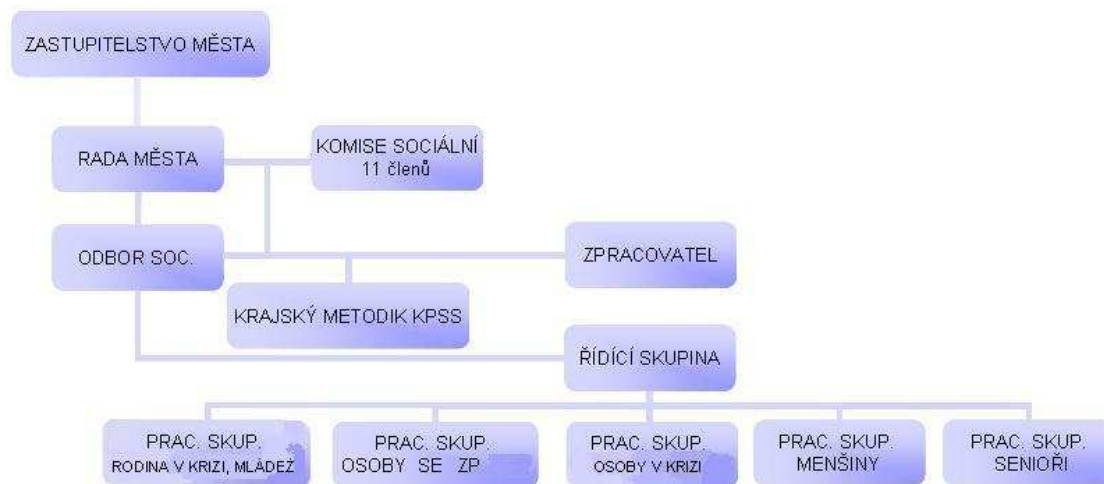 ZASTUPITELSTVO MĚSTA
RADA MĚSTA
KOMISE SOCIÁLNÍ
11 členů
ODBOR SOC.
ZPRACOVATEL
KRAJSKÝ METODIK KPSS
ŘÍDÍCÍ SKUPINA
PRAC. SKUP.
RODINA V KRIZI, MLÁDEŽ
PRAC. SKUP.
OSOBY SE ZP
PRAC. SKUP.
OSOBY V KRIZI
PRAC. SKUP.
MENŠINY
PRAC. SKUP.
SENIOŘI